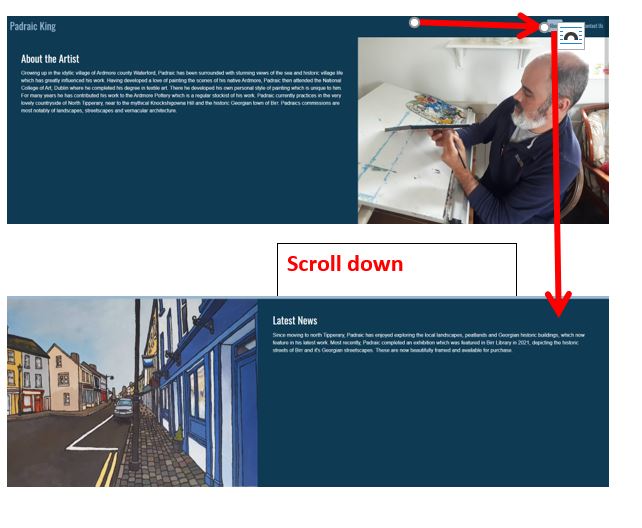 Padraic King
Contact Us
About the Artist
Growing up in the idyllic village of Ardmore county Waterford, Padraic has been surrounded with stunning views of the sea and historic village life
which has greatly influenced his work. Having developed a love of painting the scenes of his native Ardmore, Padraic then attended the National
College of Art, Dublin where he completed his degree in textile art. There he developed his own personal style of painting which is unique to him.
For many years he has contributed his work to the Ardmore Pottery which is a regular stockist of his work. Padraic currently practices in the very
lovely countryside of North Tipperary, near to the mythical Knockshigowna Hill and the historic Georgian town of Birr. Padraics commissions are
most notably of landscapes, streetscapes and vernacular architecture.
Scroll down
Latest News
Since moving to north Tipperary, Padraic has enjoyed exploring the local landscapes, peatlands and Georgian historic buildings, which now
feature in his latest work. Most recently, Padraic completed an exhibition which was featured in Birr Library in 2021, depicting the historic
streets of Birr and it's Georgian streetscapes. These are now beautifully framed and available for purchase.